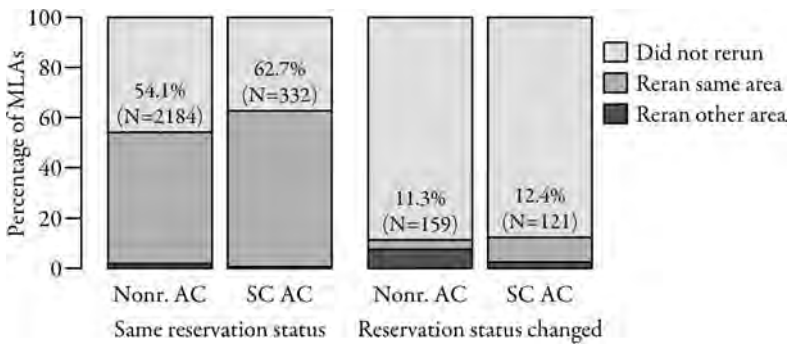 100
80
60
40
20
0
Percentage of MLAs
54.1%
(N=2184)
62.7%
(N=332)
11.3%
(N=159)
12.4%
(N=121)
Did not rerun
Reran same area
Reran other area
Nonr. AC
SC AC
Nonr. AC
SC AC
Same reservation status
Reservation status changed